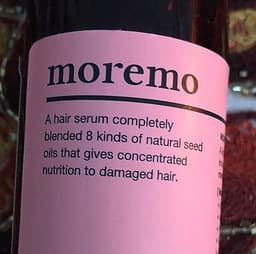 moremo
A hair serum completely
blended 8 kinds of natural seed
oils that gives concentrated
nutrition to damaged hair.